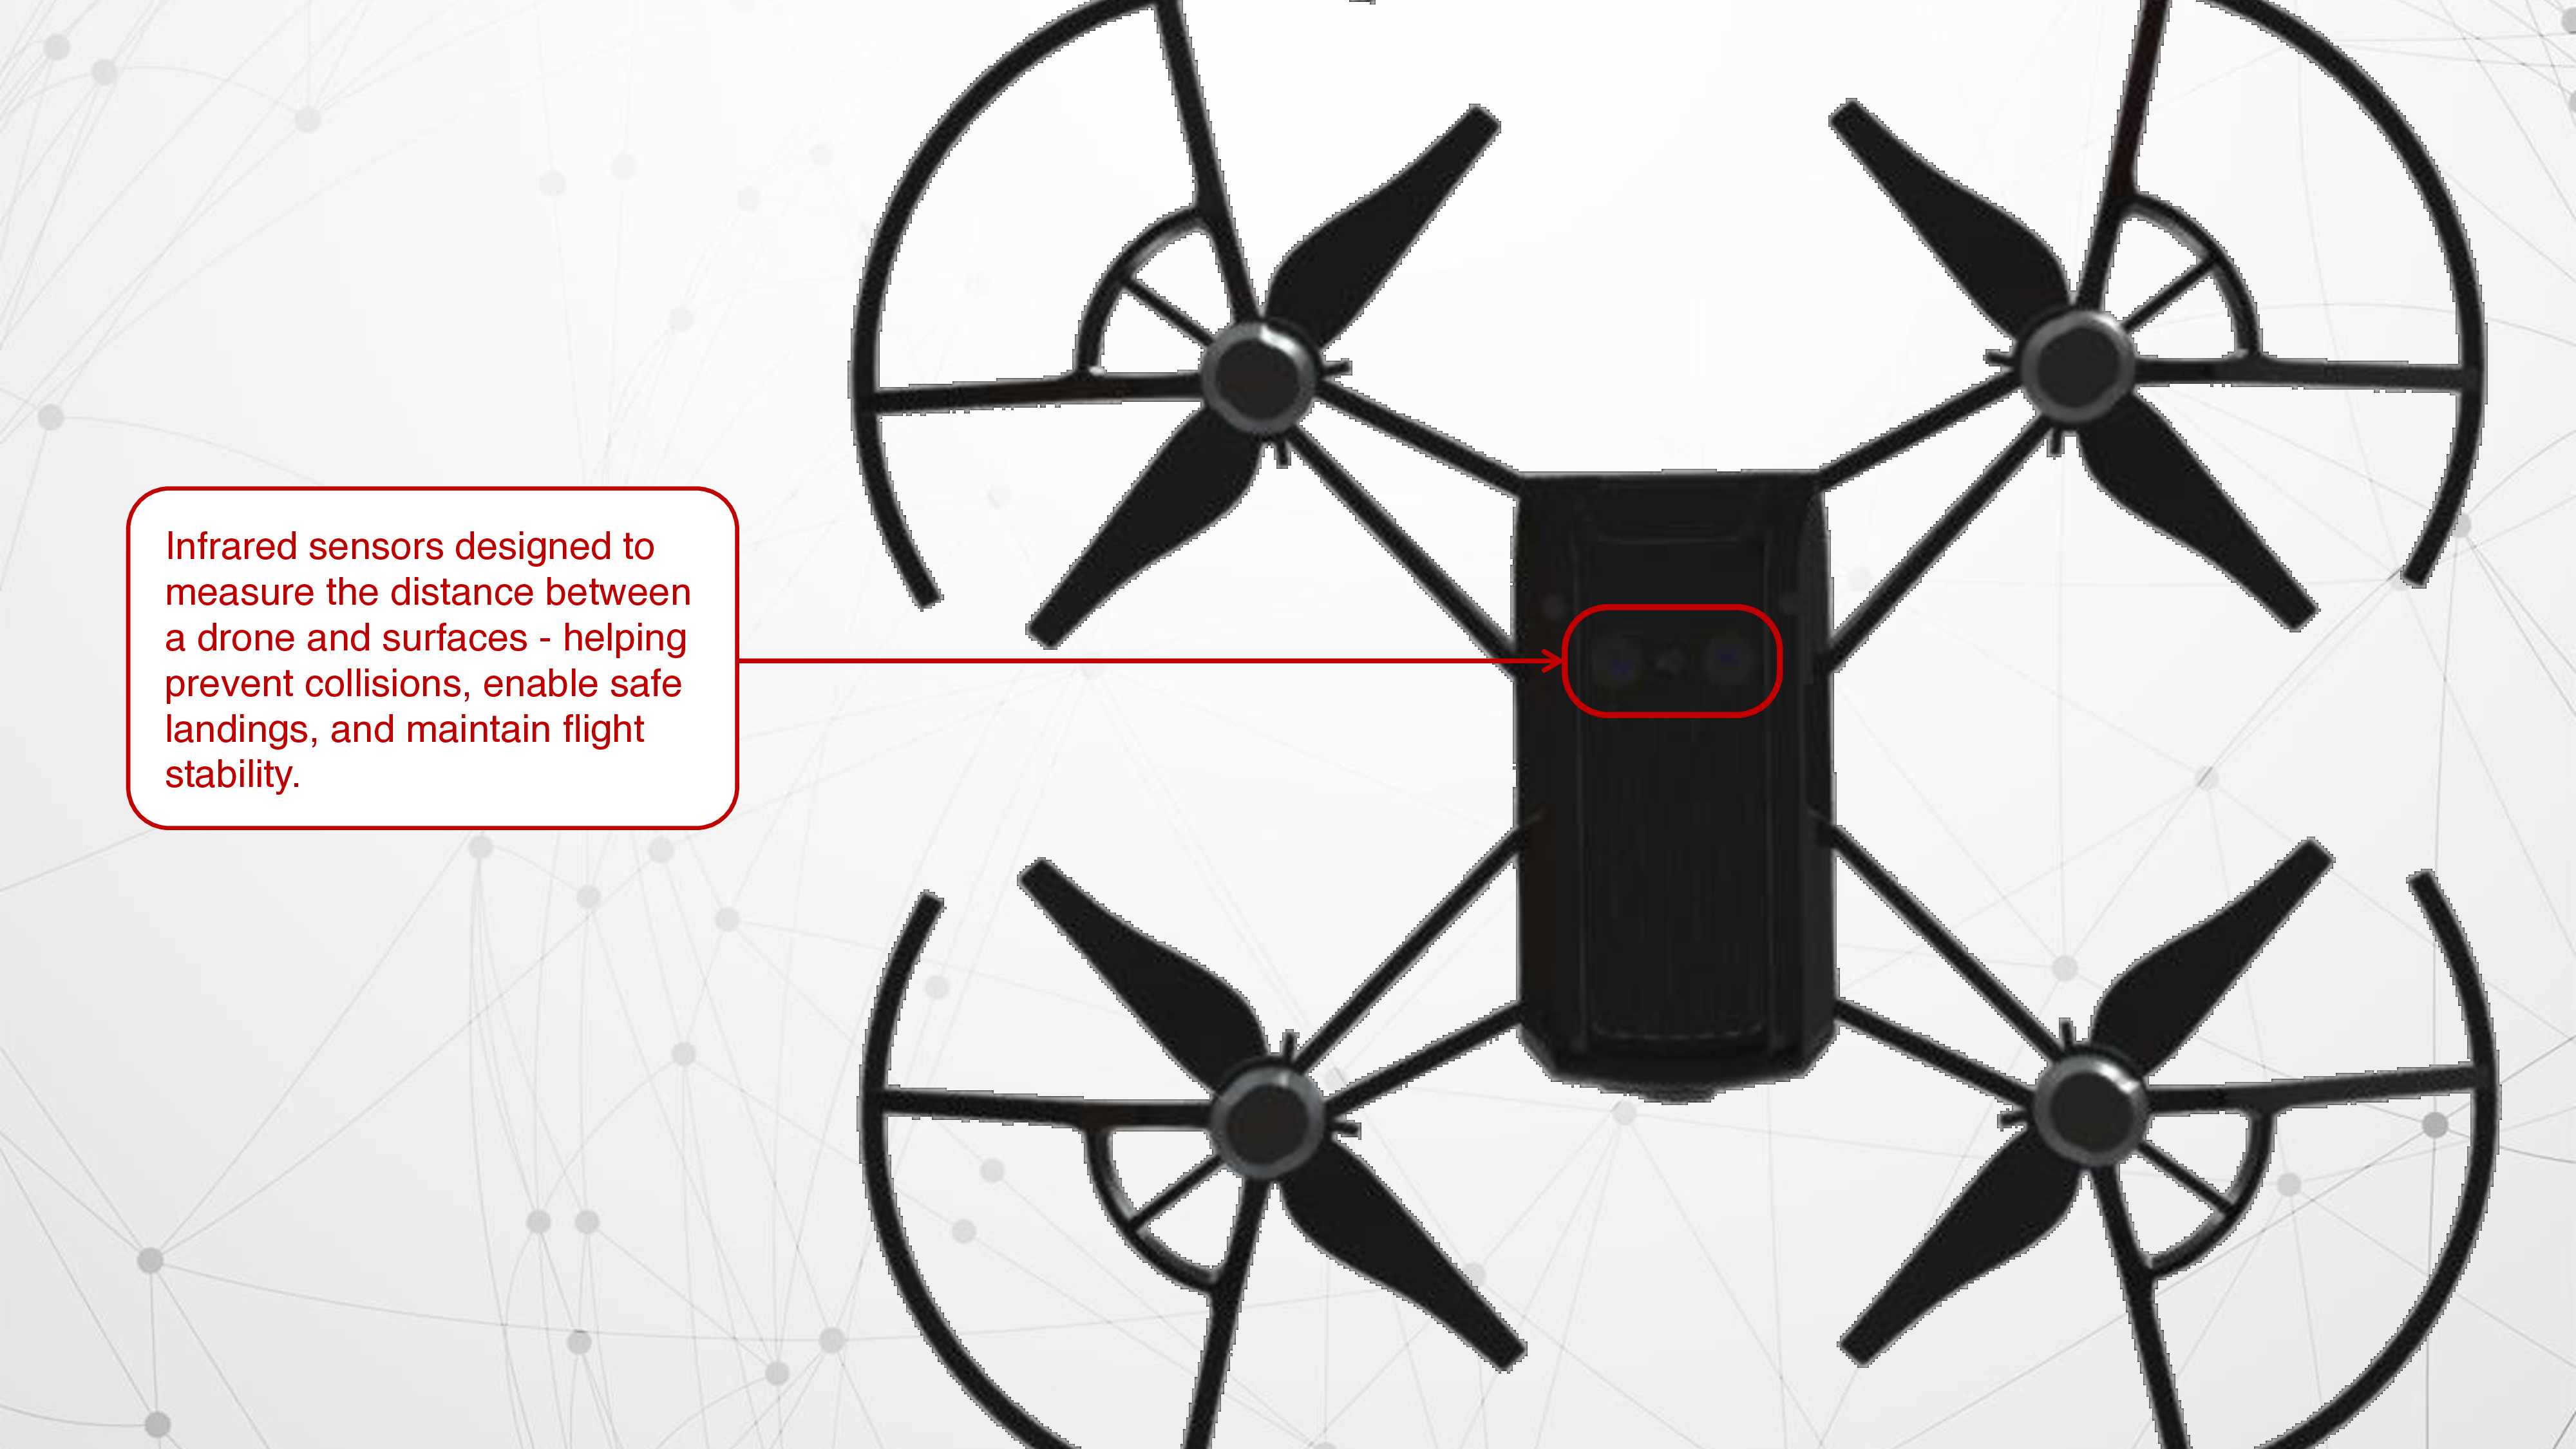 Infrared sensors designed to
measure the distance between
a drone and surfaces - helping
prevent collisions, enable safe
landings, and maintain flight
stability.